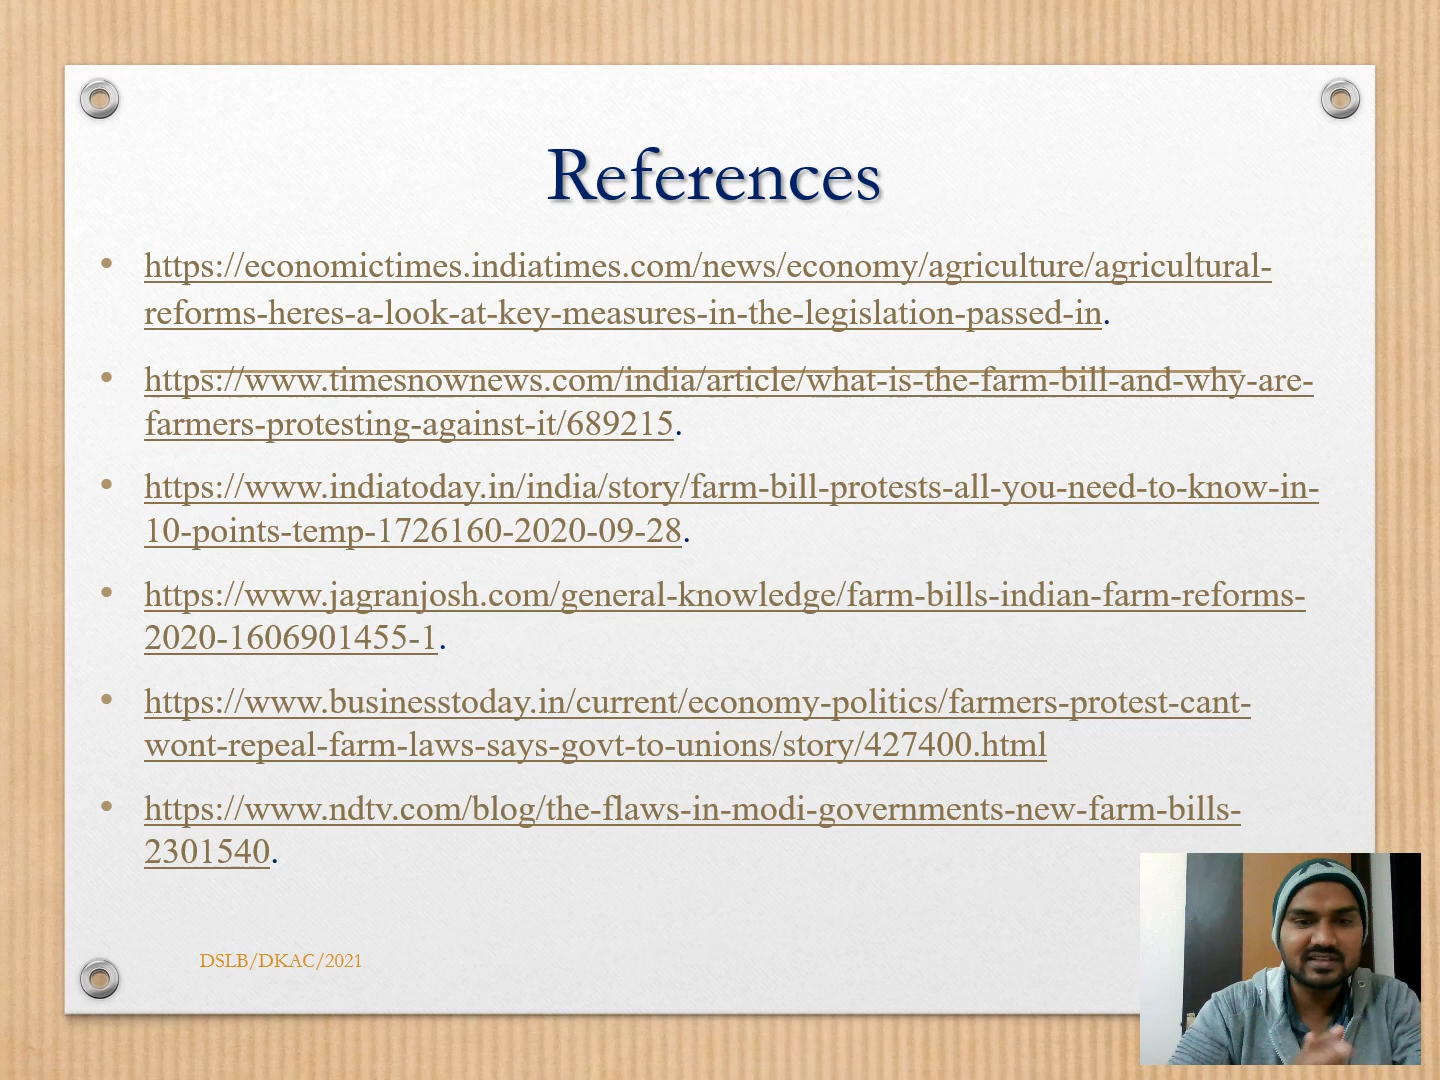 References
• https://economictimes.indiatimes.com/news/economy/agriculture/agricultural-
reforms-heres-a-look-at-key-measures-in-the-legislation-passed-in.
• https://www.timesnownews.com/india/article/what-is-the-farm-bill-and-why-are-
farmers-protesting-against-it/689215.
• https://www.indiatoday.in/india/story/farm-bill-protests-all-you-need-to-know-in-
10-points-temp-1726160-2020-09-28.
• https://www.jagranjosh.com/general-knowledge/farm-bills-indian-farm-reforms-
2020-1606901455-1.
• https://www.businesstoday.in/current/economy-politics/farmers-protest-cant-
wont-repeal-farm-laws-says-govt-to-unions/story/427400.html
• https://www.ndtv.com/blog/the-flaws-in-modi-governments-new-farm-bills-
2301540.
DSLB/DKAC/2021